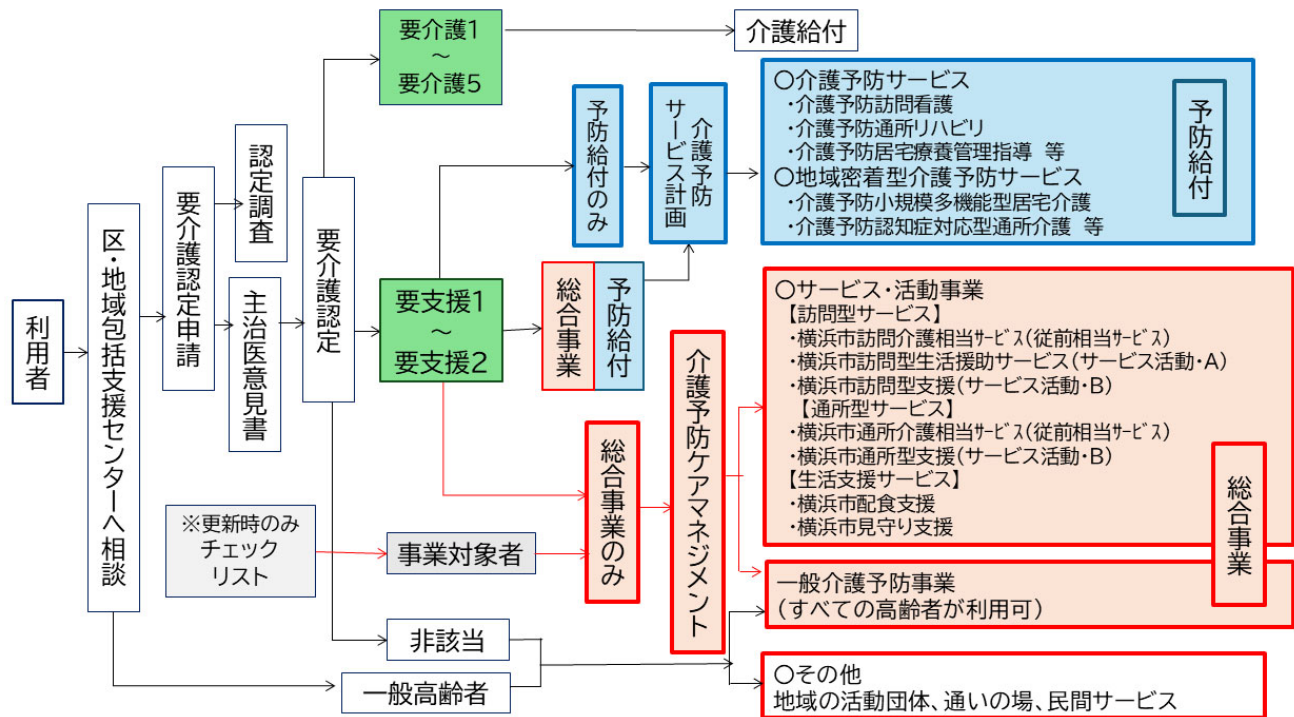 利用者
区・地域包括支援センターへ相談
要介護認定申請
認定調査
主治医意見書
要介護認定
要介護1
～
要介護5
介護給付
要支援1
～
要支援2
予防給付のみ
介護予防
サービス計画
〇介護予防サービス
・介護予防訪問看護
・介護予防通所リハビリ
・介護予防居宅療養管理指導　等
〇地域密着型介護予防サービス
・介護予防小規模多機能型居宅介護
・介護予防認知症対応型通所介護　等
予防給付
総合事業
予防給付
※更新時のみ
チェック
リスト
事業対象者
総合事業のみ
介護予防ケアマネジメント
〇サービス・活動事業
【訪問型サービス】
・横浜市訪問介護相当サービス(従前相当サービス)
・横浜市訪問型生活援助サービス(サービス活動・A)
・横浜市訪問型支援(サービス活動・B)
【通所型サービス】
・横浜市通所介護相当サービス(従前相当サービス)
・横浜市通所型支援(サービス活動・B)
【生活支援サービス】
・横浜市配食支援
・横浜市見守り支援
総合事業
一般介護予防事業
(すべての高齢者が利用可)
非該当
一般高齢者
〇その他
地域の活動団体、通いの場、民間サービス